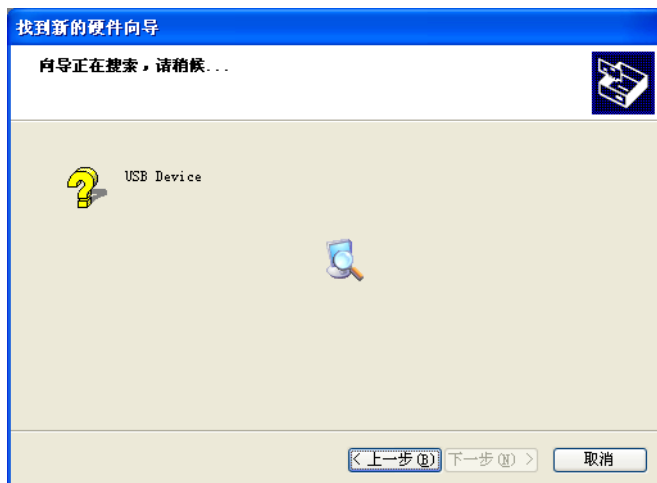 找到新的硬件向导
向导正在搜索，请稍候...
USB Device
< 上一步(B) 下一步(N) > 取消